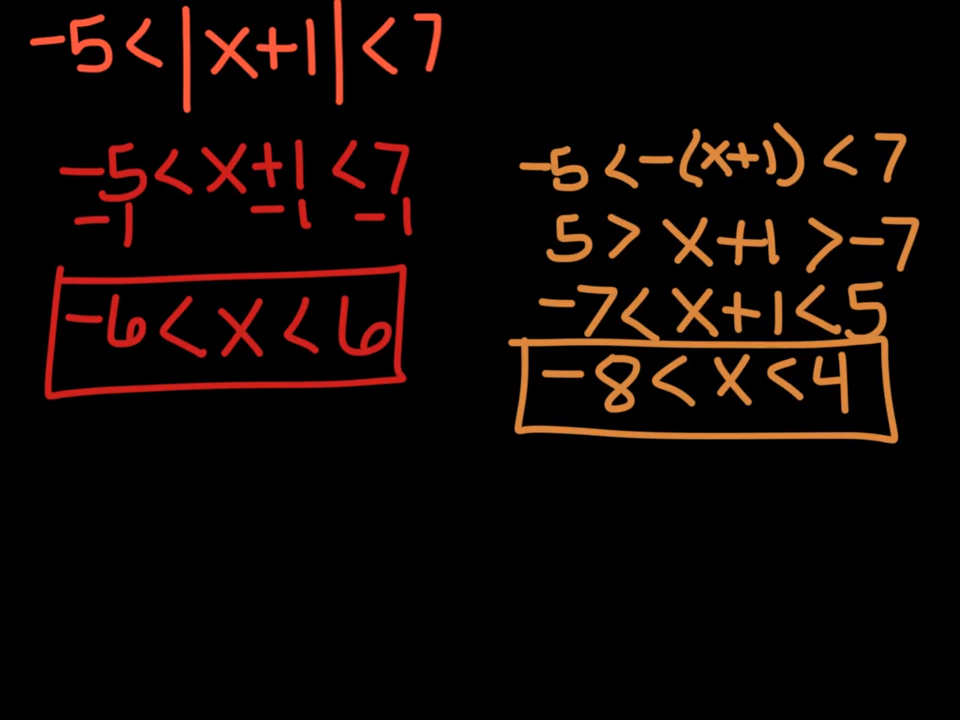 -5 < |x+1| < 7
-5 < x+1 < 7
-1 -1 -1
-6 < x < 6
-5 < -(x+1) < 7
5 > x+1 > -7
-7 < x+1 < 5
-8 < x < 4